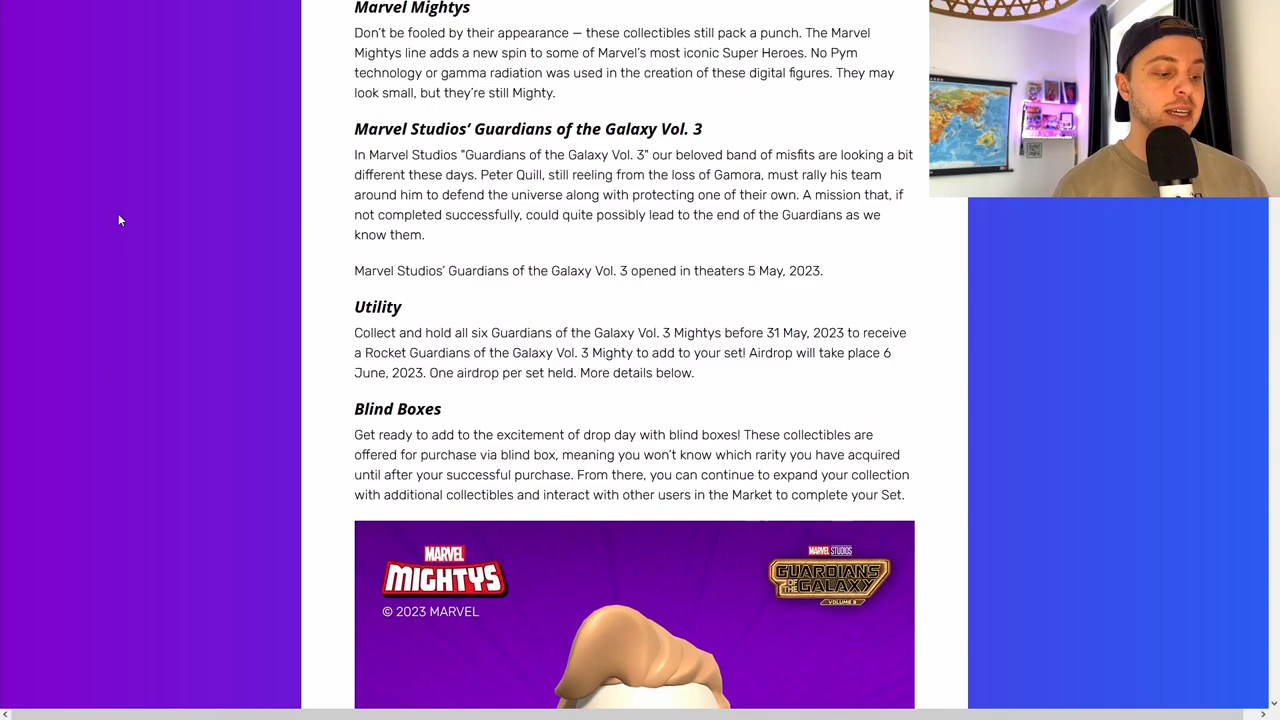 Marvel Mightys
Don't be fooled by their appearance — these collectibles still pack a punch. The Marvel
Mightys line adds a new spin to some of Marvel's most iconic Super Heroes. No Pym
technology or gamma radiation was used in the creation of these digital figures. They may
look small, but they're still Mighty.
Marvel Studios' Guardians of the Galaxy Vol. 3
In Marvel Studios "Guardians of the Galaxy Vol. 3" our beloved band of misfits are looking a bit
different these days. Peter Quill, still reeling from the loss of Gamora, must rally his team
around him to defend the universe along with protecting one of their own. A mission that, if
not completed successfully, could quite possibly lead to the end of the Guardians as we
know them.
Marvel Studios' Guardians of the Galaxy Vol. 3 opened in theaters 5 May, 2023.
Utility
Collect and hold all six Guardians of the Galaxy Vol. 3 Mightys before 31 May, 2023 to receive
a Rocket Guardians of the Galaxy Vol. 3 Mighty to add to your set! Airdrop will take place 6
June, 2023. One airdrop per set held. More details below.
Blind Boxes
Get ready to add to the excitement of drop day with blind boxes! These collectibles are
offered for purchase via blind box, meaning you won't know which rarity you have acquired
until after your successful purchase. From there, you can continue to expand your collection
with additional collectibles and interact with other users in the Market to complete your Set.
MARVEL
MIGHTYS
© 2023 MARVEL
MARVEL STUDIOS
GUARDIANS
OF THE GALAXY
VOLUME 3